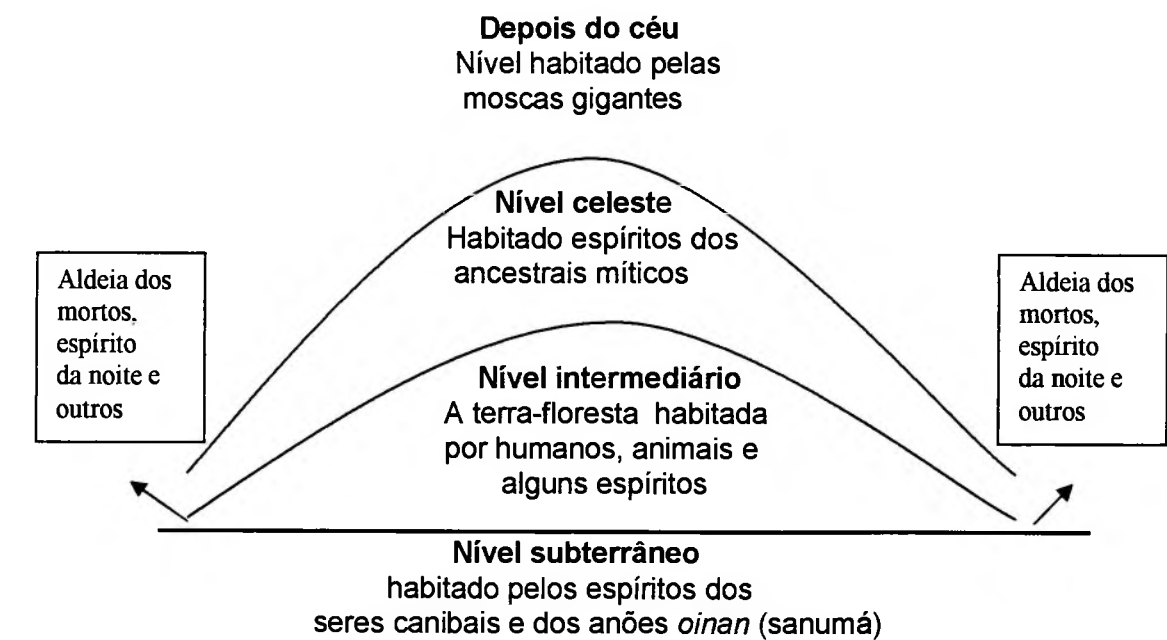 Depois do céu
Nível habitado pelas
moscas gigantes
Nível celeste
Habitado espíritos dos
ancestrais míticos
Aldeia dos
mortos,
espírito
da noite e
outros
Aldeia dos
mortos,
espírito
da noite e
outros
Nível intermediário
A terra-floresta habitada
por humanos, animais e
alguns espíritos
Nível subterrâneo
habitado pelos espíritos dos
seres canibais e dos anões oinan (sanumá)